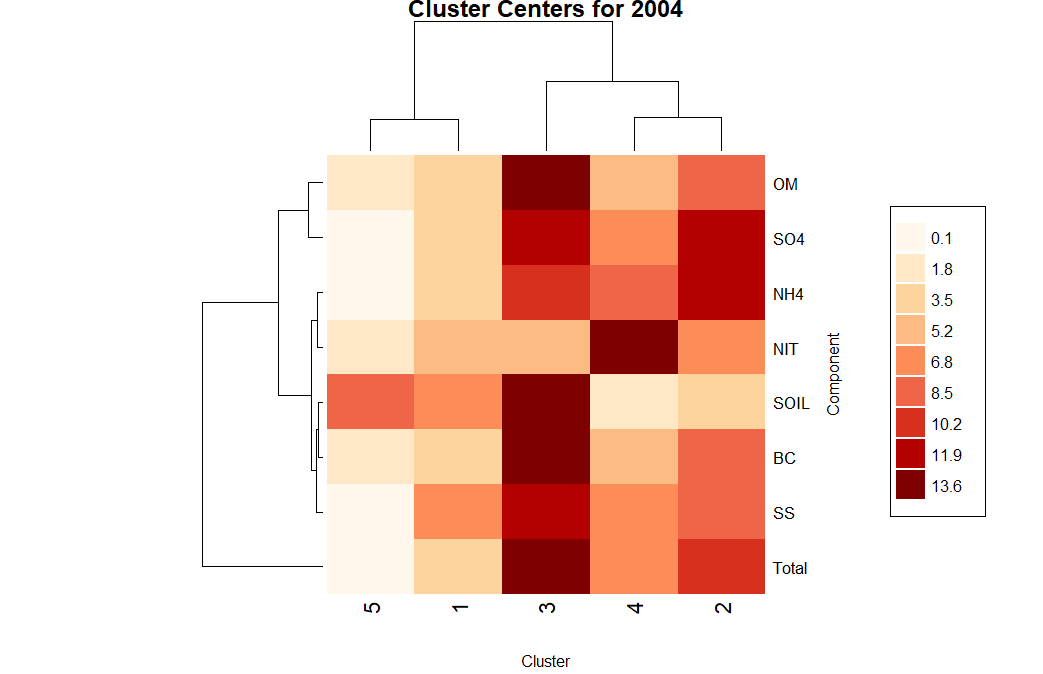 Cluster Centers for 2004
OM
SO4
NH4
NIT
SOIL
BC
SS
Total
Component
0.1
1.8
3.5
5.2
6.8
8.5
10.2
11.9
13.6
5 1 3 4 2
Cluster